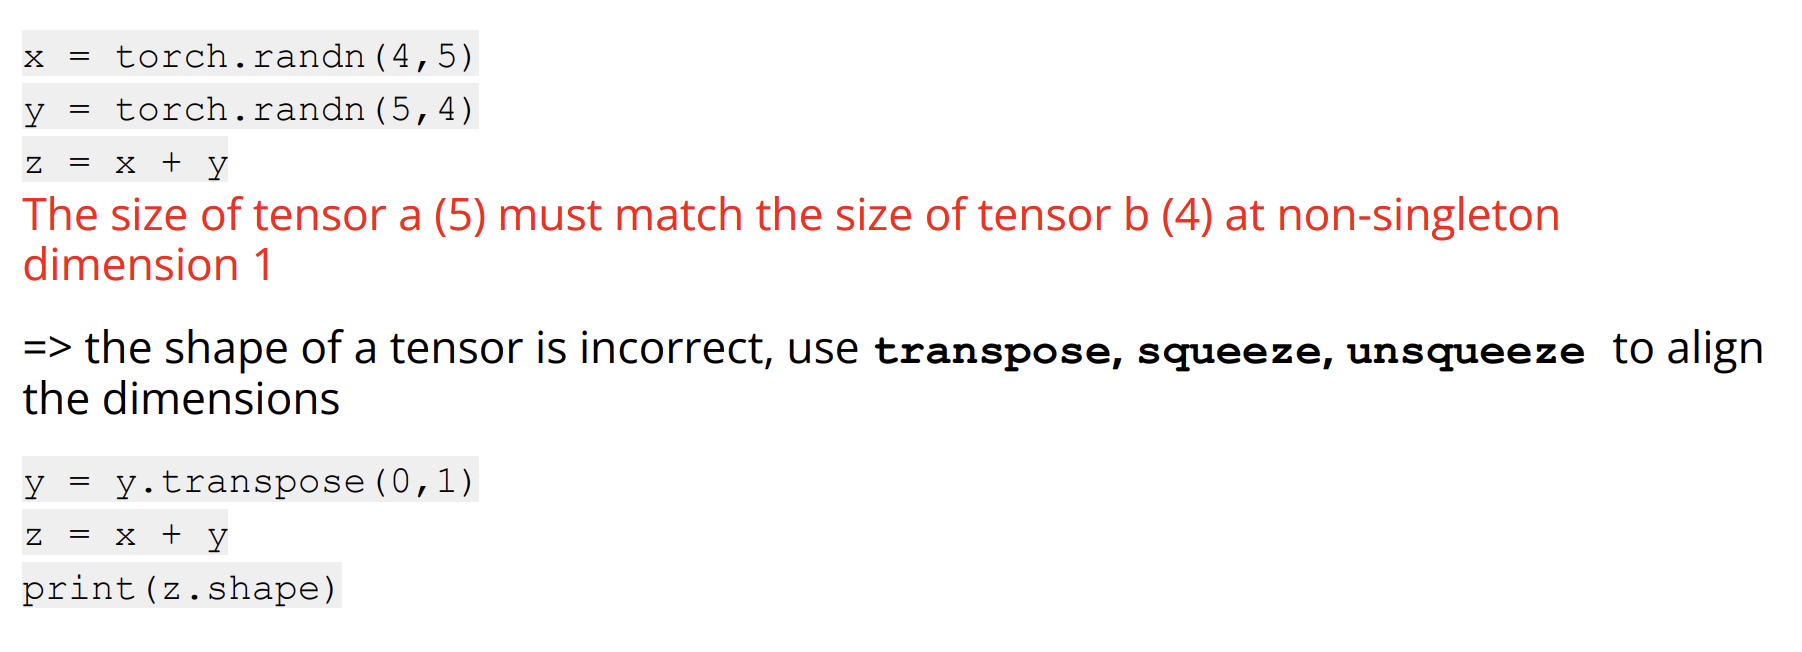 x = torch.randn(4,5)
y = torch.randn(5,4)
z = x + y
The size of tensor a (5) must match the size of tensor b (4) at non-singleton
dimension 1
=> the shape of a tensor is incorrect, use transpose, squeeze, unsqueeze to align
the dimensions
y = y.transpose(0,1)
z = x + y
print(z.shape)